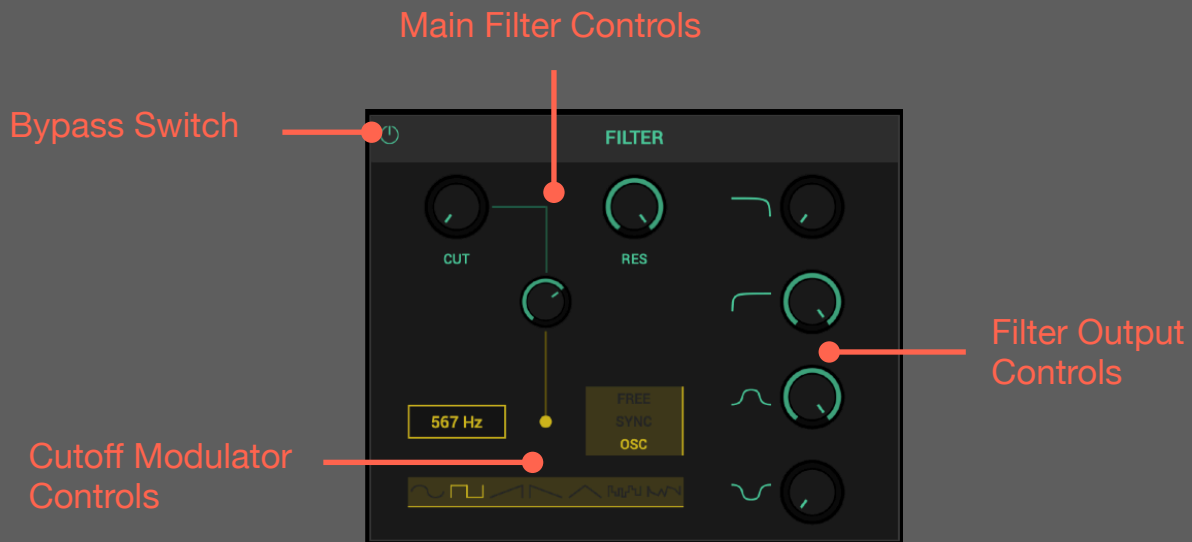 Main Filter Controls
Bypass Switch
FILTER
CUT
RES
Filter Output
Controls
FREE
SYNC
OSC
567 Hz
Cutoff Modulator
Controls